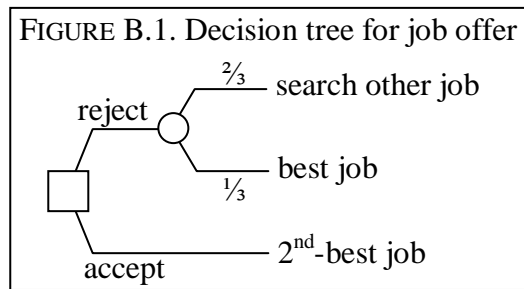 FIGURE B.1. Decision tree for job offer
⅔
search other job
reject
best job
⅓
2nd-best job
accept